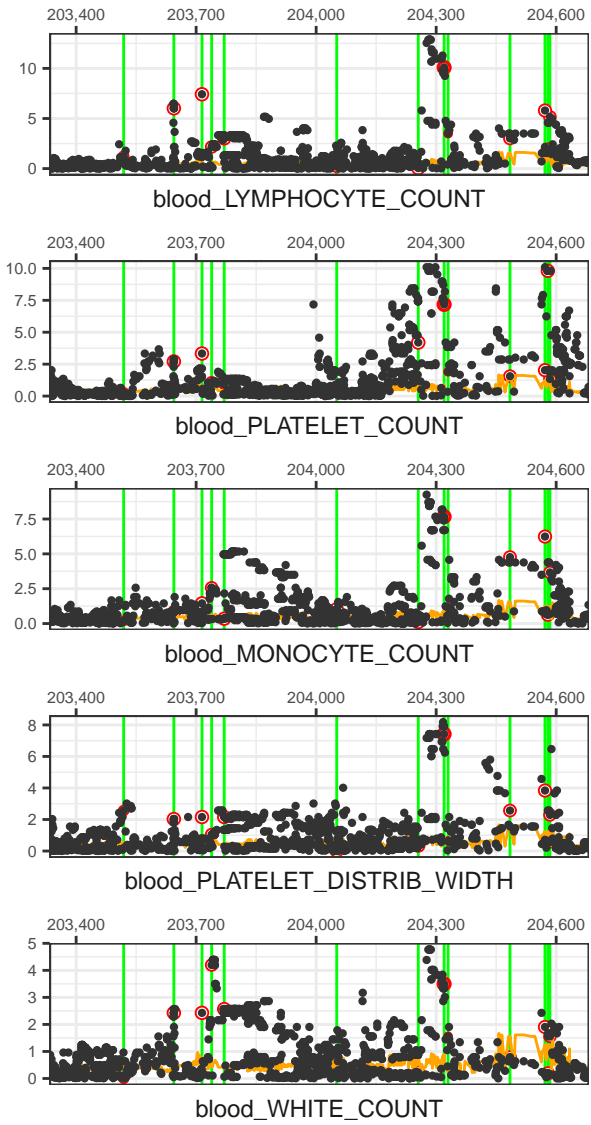 203,400 203,700 204,000 204,300 204,600
10
5
0
blood_LYMPHOCYTE_COUNT
203,400 203,700 204,000 204,300 204,600
10.0
7.5
5.0
2.5
0.0
blood_PLATELET_COUNT
203,400 203,700 204,000 204,300 204,600
7.5
5.0
2.5
0.0
blood_MONOCYTE_COUNT
203,400 203,700 204,000 204,300 204,600
8
6
4
2
0
blood_PLATELET_DISTRIB_WIDTH
203,400 203,700 204,000 204,300 204,600
5
4
3
2
1
0
blood_WHITE_COUNT